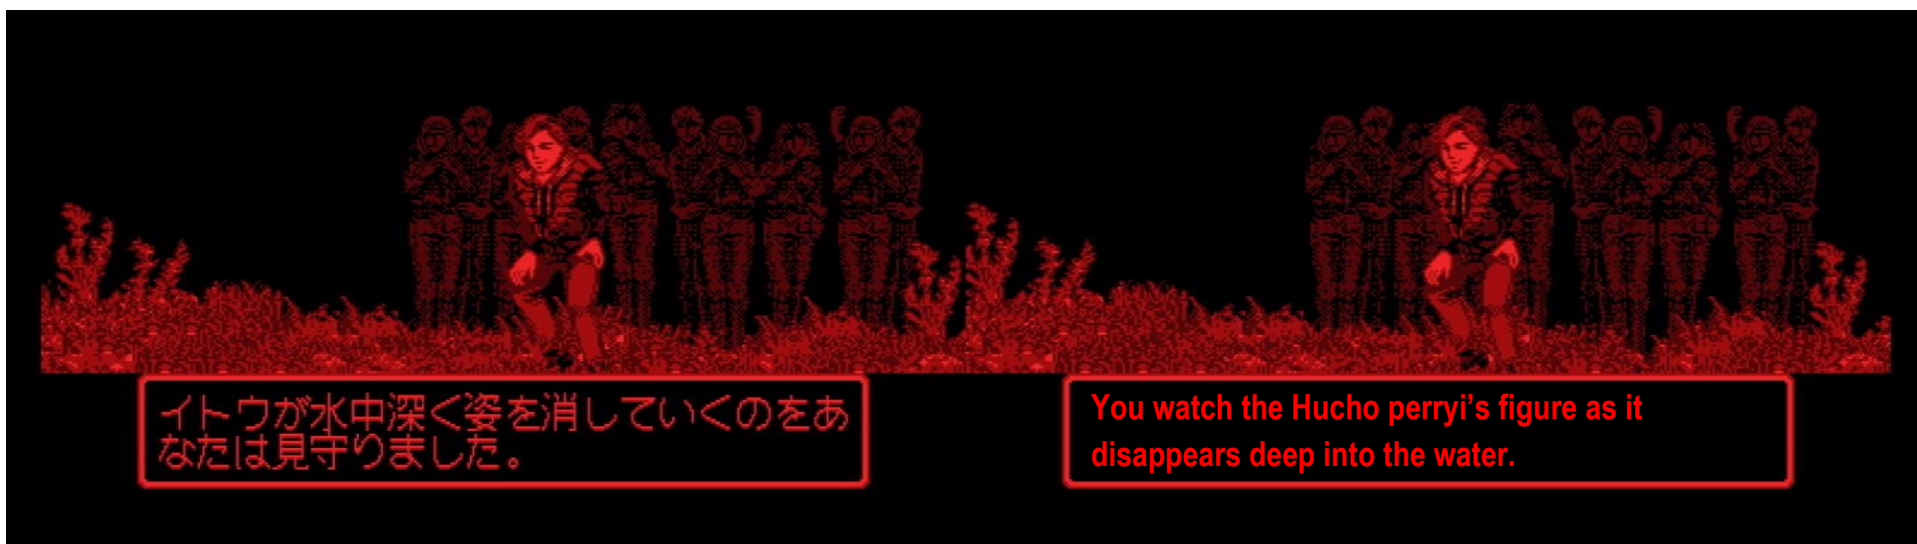 イトウが水中深く姿を消していくのをあ
なたは見守りました。
You watch the Hucho perryi’s figure as it
disappears deep into the water.